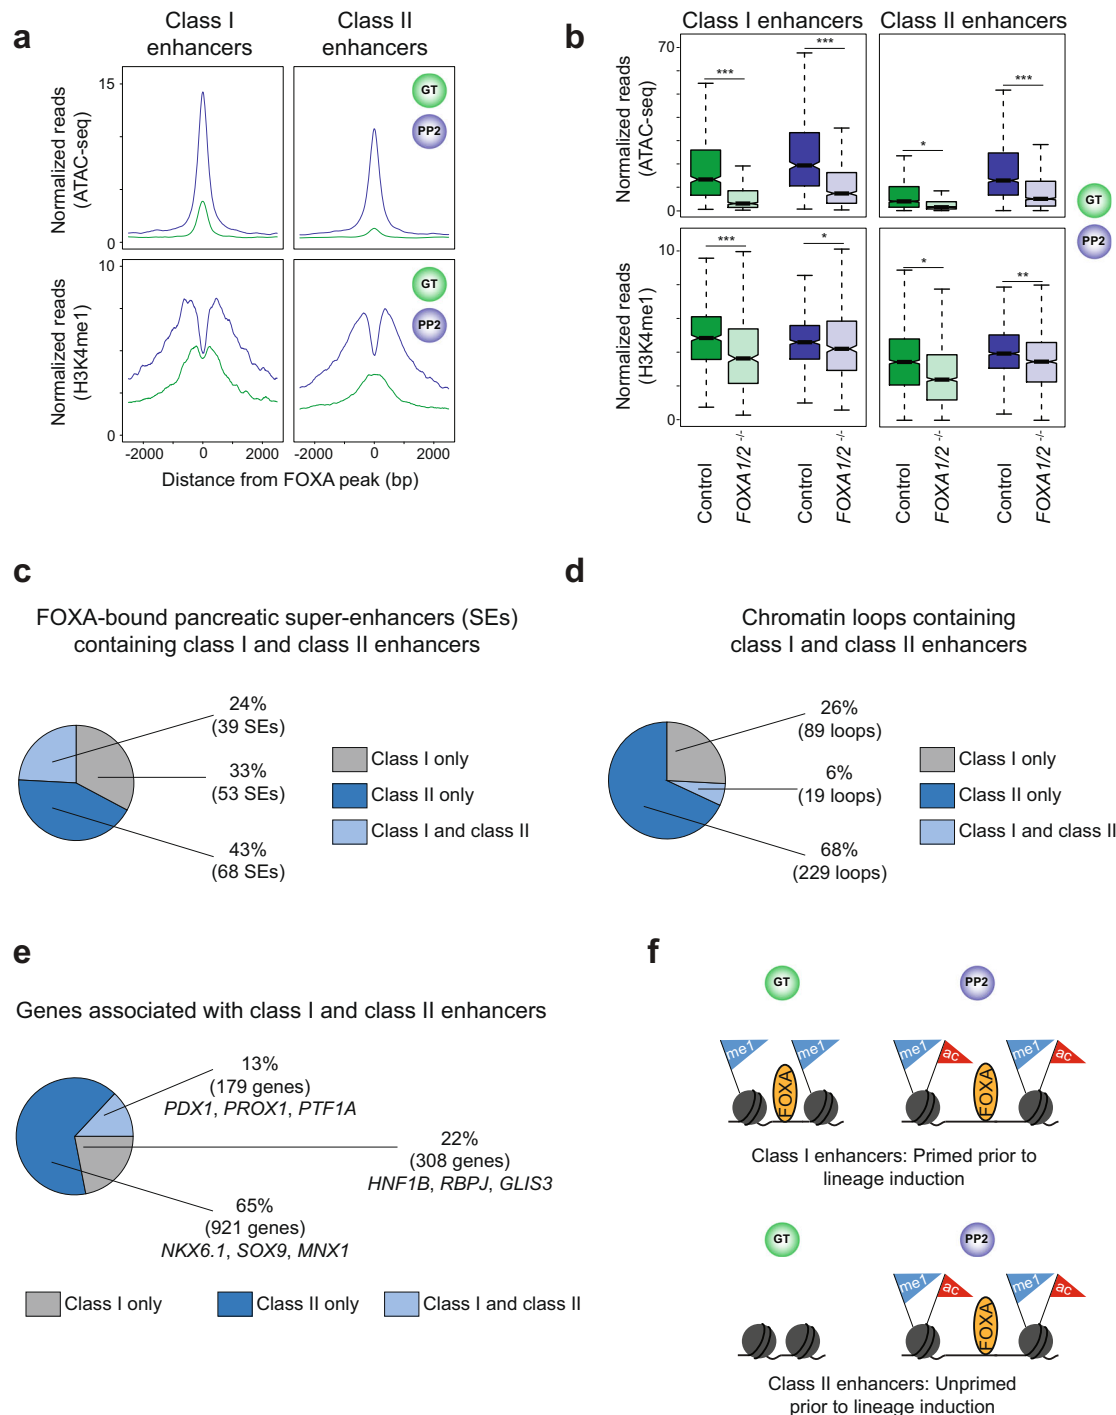 a
Class I
enhancers
Class II
enhancers
Normalized reads
(ATAC-seq)
15
0
GT
PP2
Normalized reads
(H3K4me1)
10
0
GT
PP2
-2000
0
2000
-2000
0
2000
Distance from FOXA peak (bp)
b
Class I enhancers
Class II enhancers
Normalized reads
(ATAC-seq)
70
0
***
***
*
***
GT
PP2
Normalized reads
(H3K4me1)
10
0
***
*
*
**
Control
FOXA1/2 -/-
Control
FOXA1/2 -/-
Control
FOXA1/2 -/-
Control
FOXA1/2 -/-
c
FOXA-bound pancreatic super-enhancers (SEs)
containing class I and class II enhancers
24%
(39 SEs)
33%
(53 SEs)
43%
(68 SEs)
Class I only
Class II only
Class I and class II
d
Chromatin loops containing
class I and class II enhancers
26%
(89 loops)
6%
(19 loops)
68%
(229 loops)
Class I only
Class II only
Class I and class II
e
Genes associated with class I and class II enhancers
13%
(179 genes)
PDX1, PROX1, PTF1A
22%
(308 genes)
HNF1B, RBPJ, GLIS3
65%
(921 genes)
NKX6.1, SOX9, MNX1
Class I only
Class II only
Class I and class II
f
GT
PP2
me1
FOXA
me1
me1
ac
FOXA
me1
ac
Class I enhancers: Primed prior to
lineage induction
GT
PP2
me1
ac
FOXA
me1
ac
Class II enhancers: Unprimed
prior to lineage induction